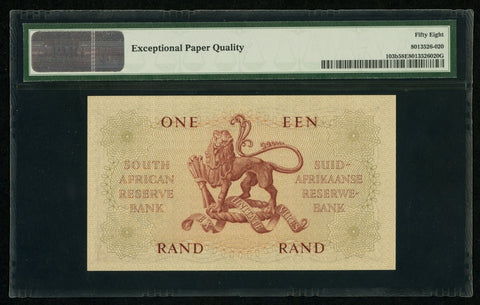 Exceptional Paper Quality
Fifty Eight
8013526-020
103b58E8013526020G
ONE EEN
SOUTH AFRICAN RESERVE BANK
SUID-AFRIKAANSE RESERWE-BANK
RAND RAND